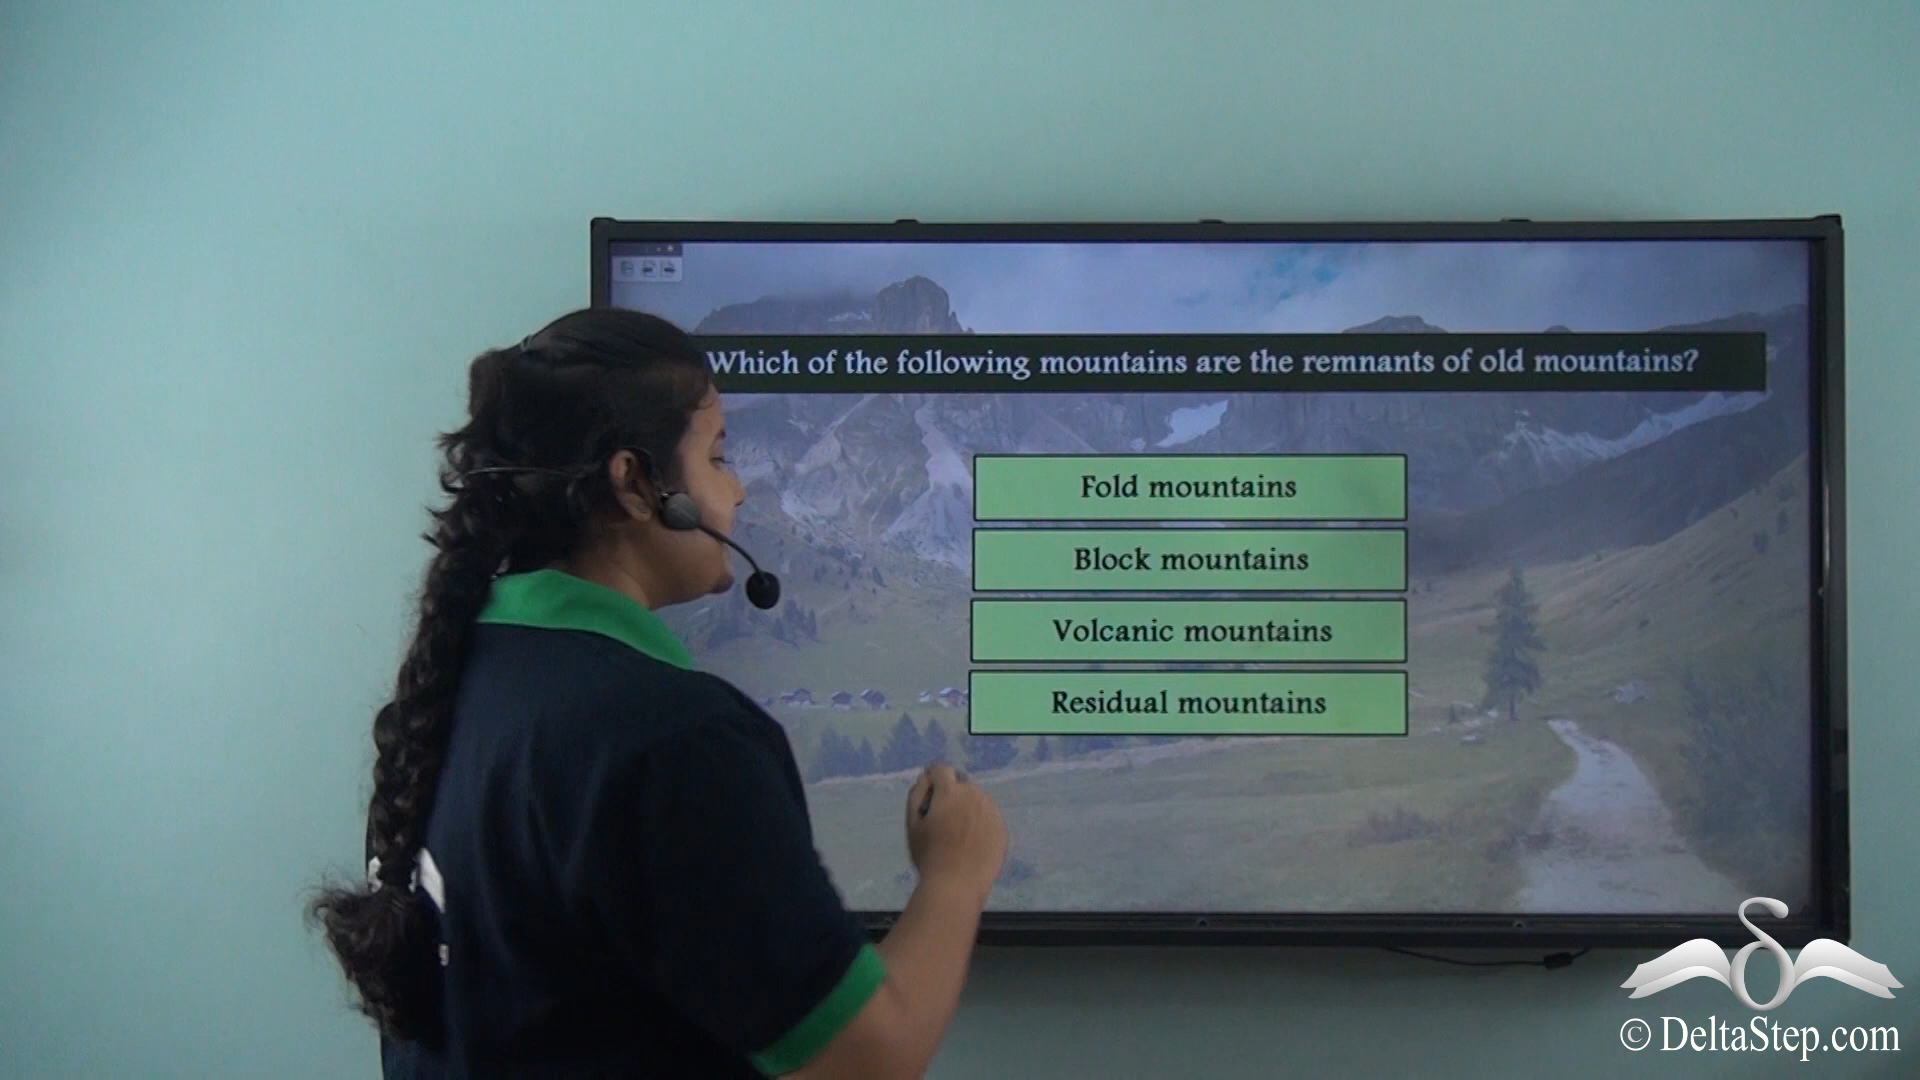 Which of the following mountains are the remnants of old mountains?
Fold mountains
Block mountains
Volcanic mountains
Residual mountains
© DeltaStep.com